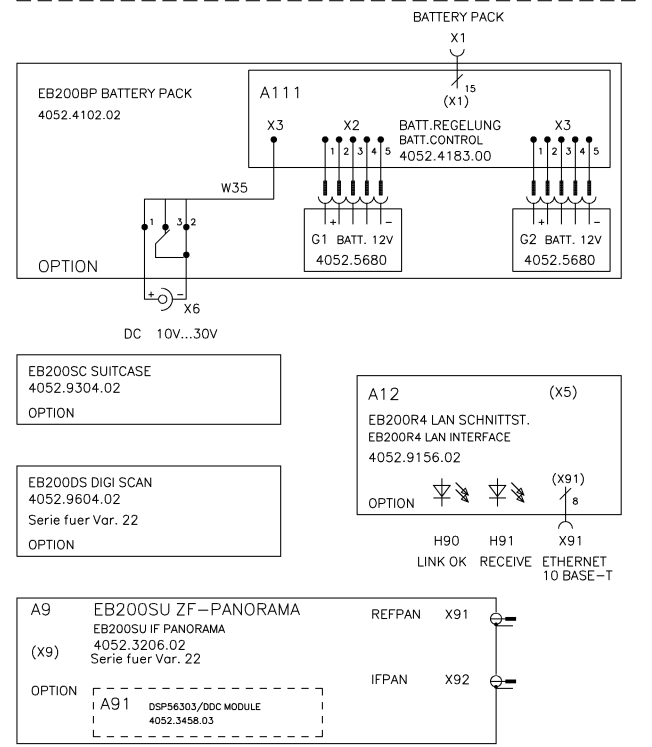 BATTERY PACK
X1
EB200BP BATTERY PACK
4052.4102.02
A111
15
(X1)
X3
X2
BATT.REGELUNG
BATT.CONTROL
4052.4183.00
X3
1 2 3 4 5
1 2 3 4 5
W35
1 3 2
+ −
G1 BATT. 12V
4052.5680
+ −
G2 BATT. 12V
4052.5680
OPTION
+ −
X6
DC 10V...30V
EB200SC SUITCASE
4052.9304.02
OPTION
A12 (X5)
EB200R4 LAN SCHNITTST.
EB200R4 LAN INTERFACE
4052.9156.02
(X91)
8
OPTION
H90 H91 X91
LINK OK RECEIVE ETHERNET
10 BASE−T
EB200DS DIGI SCAN
4052.9604.02
Serie fuer Var. 22
OPTION
A9 EB200SU ZF−PANORAMA
EB200SU IF PANORAMA
4052.3206.02
(X9)
Serie fuer Var. 22
REFPAN X91
IFPAN X92
OPTION
A91 DSP56303/DDC MODULE
4052.3458.03